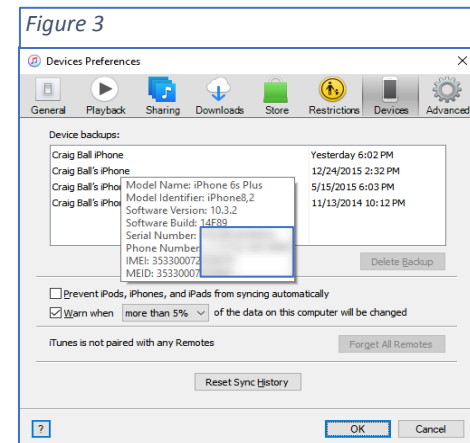 Figure 3
Devices Preferences
General Playback Sharing Downloads Store Restrictions Devices Advanced
Device backups:
Craig Ball iPhone Yesterday 6:02 PM
Craig Ball's iPhone 12/24/2015 2:32 PM
Craig Ball's iPho 5/15/2015 6:03 PM
Craig Ball's iPho 11/13/2014 10:12 PM
Model Name: iPhone 6s Plus
Model Identifier: iPhone8,2
Software Version: 10.3.2
Software Build: 14F89
Serial Number:
Phone Number
IMEI: 35330072
MEID: 3533007
Delete Backup
Prevent iPods, iPhones, and iPads from syncing automatically
Warn when more than 5% of the data on this computer will be changed
iTunes is not paired with any Remotes Forget All Remotes
Reset Sync History
? OK Cancel